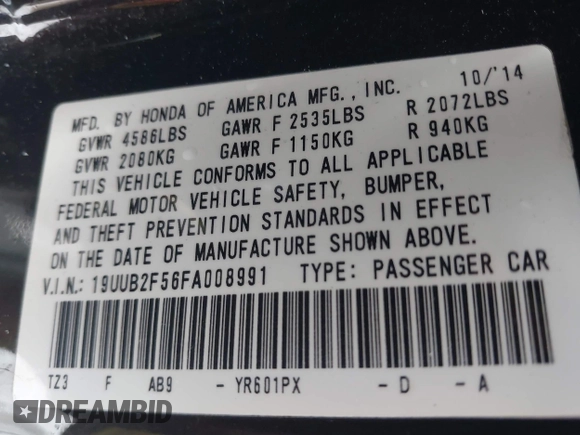 MFD. BY HONDA OF AMERICA MFG., INC. 10/'14
GVWR 4586LBS GAWR F 2535LBS R 2072LBS
GVWR 2080KG GAWR F 1150KG R 940KG
THIS VEHICLE CONFORMS TO ALL APPLICABLE
FEDERAL MOTOR VEHICLE SAFETY, BUMPER,
AND THEFT PREVENTION STANDARDS IN EFFECT
ON THE DATE OF MANUFACTURE SHOWN ABOVE.
V.I.N.: 19UUB2F56FA008991 TYPE: PASSENGER CAR
TZ3 F AB9 - YR601PX - D - A
DREAMBID